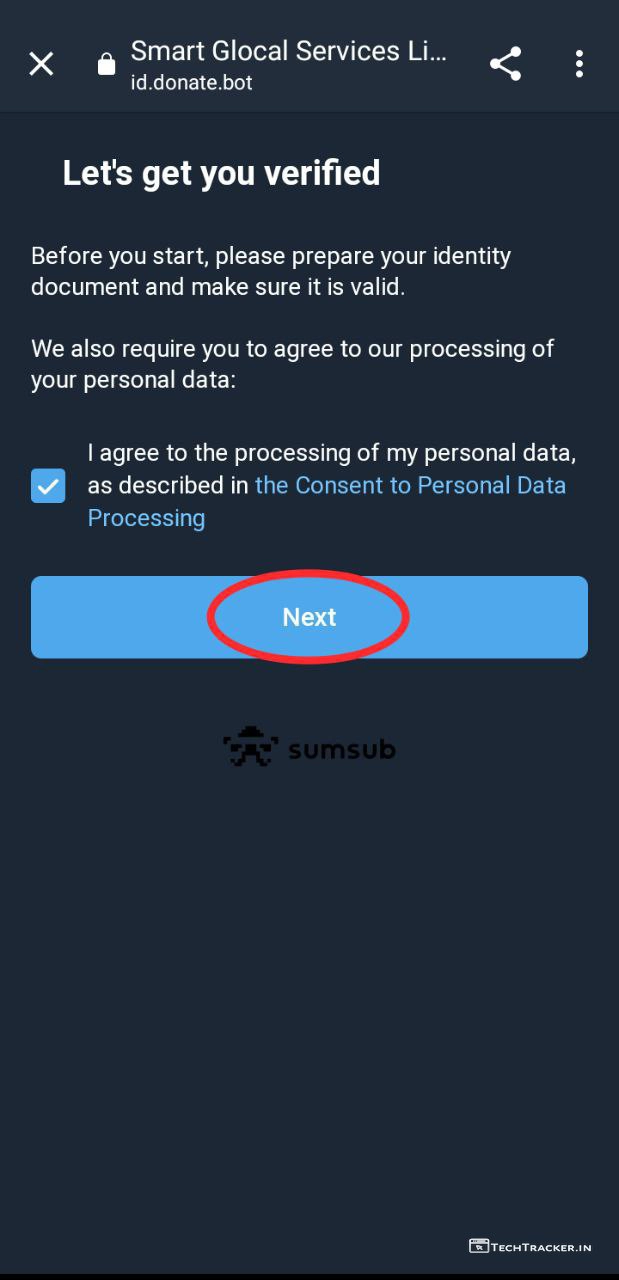 Smart Glocal Services Li...
id.donate.bot
Let's get you verified
Before you start, please prepare your identity
document and make sure it is valid.
We also require you to agree to our processing of
your personal data:
I agree to the processing of my personal data,
as described in the Consent to Personal Data
Processing
Next
sumsub
TECHTRACKER.IN